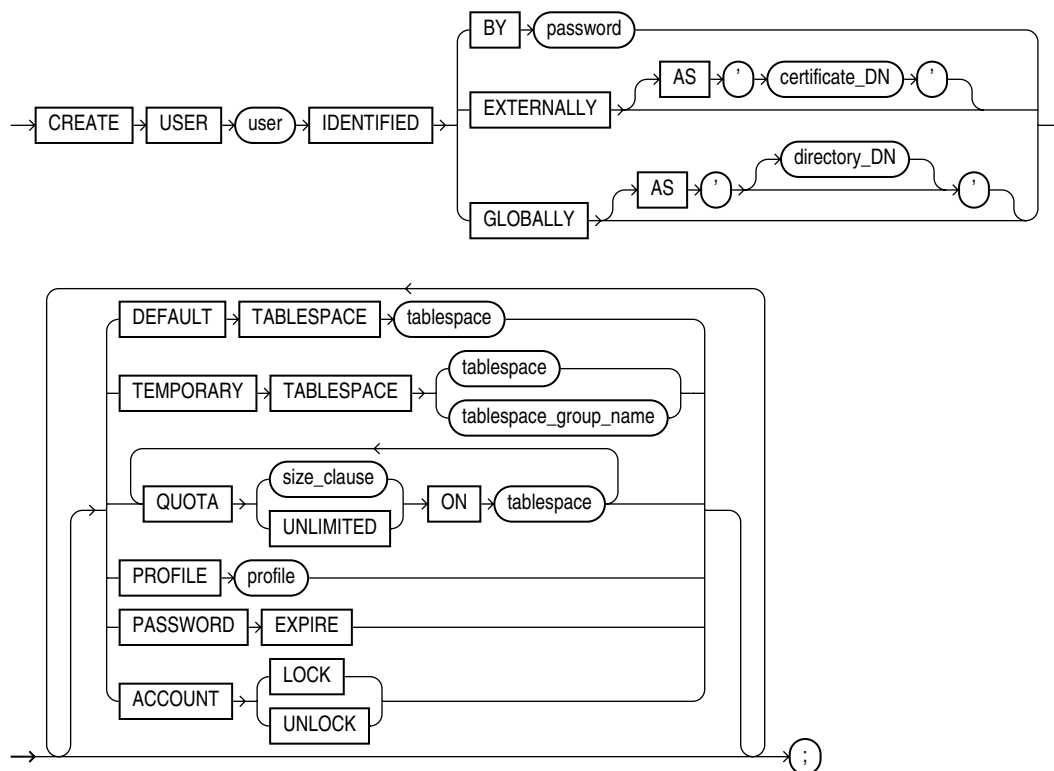 BY password
AS ' certificate_DN '
CREATE USER user IDENTIFIED EXTERNALLY
directory_DN
AS ' '
GLOBALLY
DEFAULT TABLESPACE tablespace
tablespace
TEMPORARY TABLESPACE
tablespace_group_name
size_clause
QUOTA ON tablespace
UNLIMITED
PROFILE profile
PASSWORD EXPIRE
LOCK
ACCOUNT
UNLOCK
;